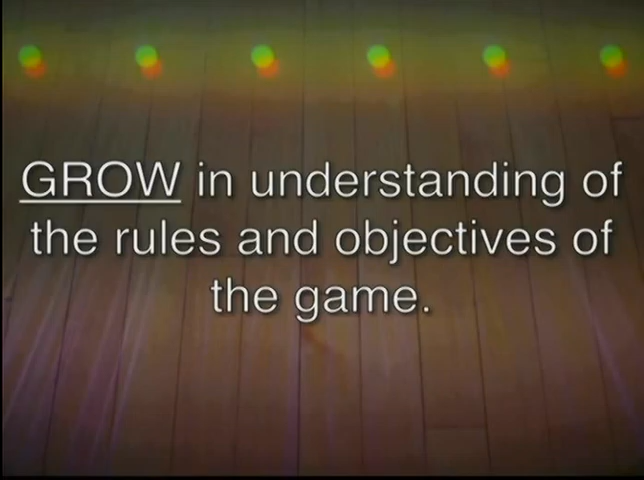 GROW in understanding of
the rules and objectives of
the game.